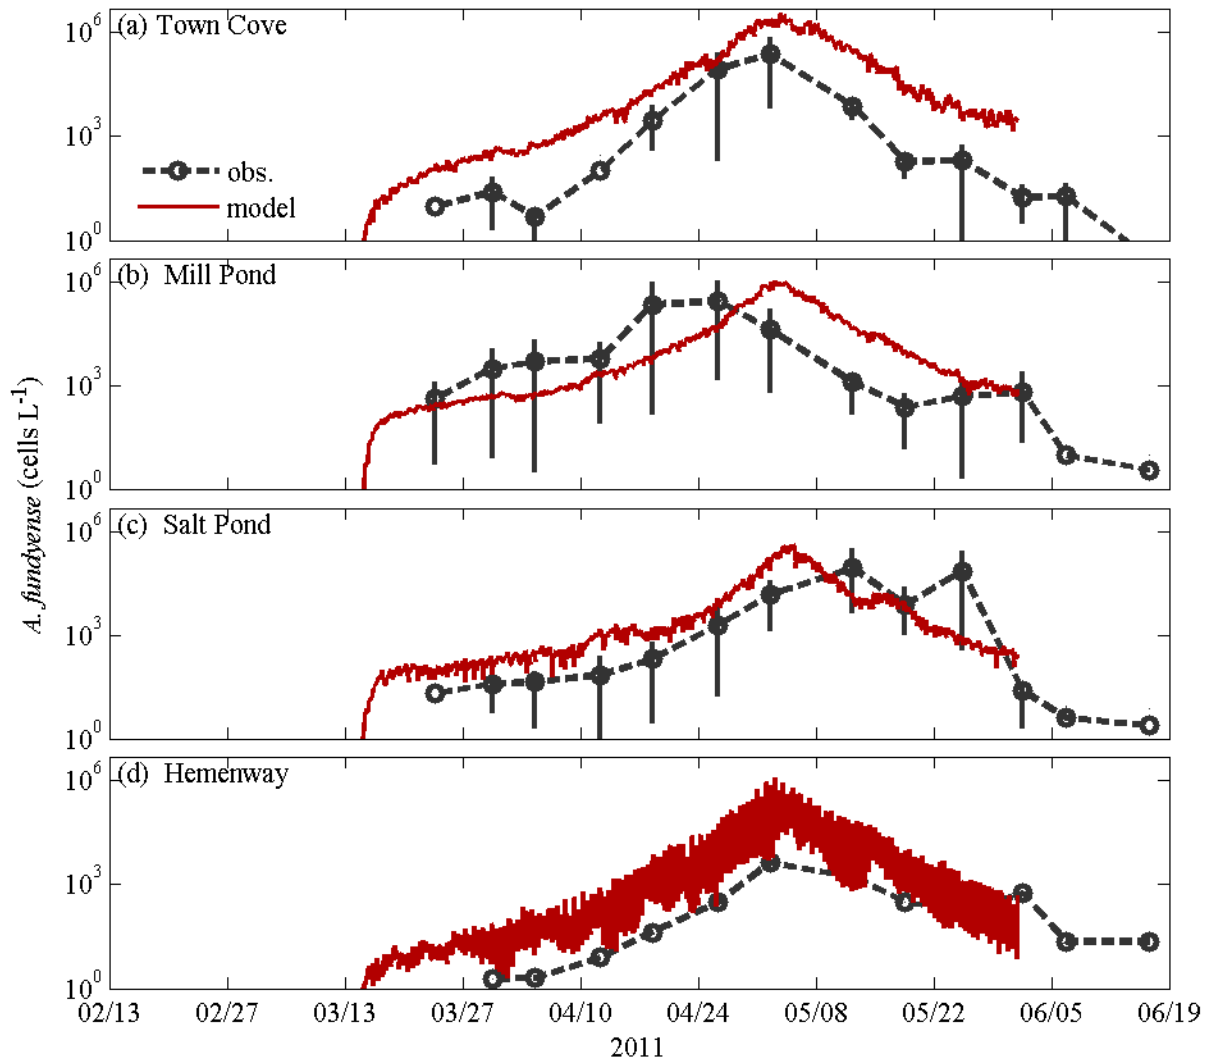 (a) Town Cove
10^6
10^3
10^0
obs.
model
(b) Mill Pond
10^6
10^3
10^0
(c) Salt Pond
10^6
10^3
10^0
(d) Hemenway
10^6
10^3
10^0
A. fundyense (cells L^-1)
02/13 02/27 03/13 03/27 04/10 04/24 05/08 05/22 06/05 06/19
2011